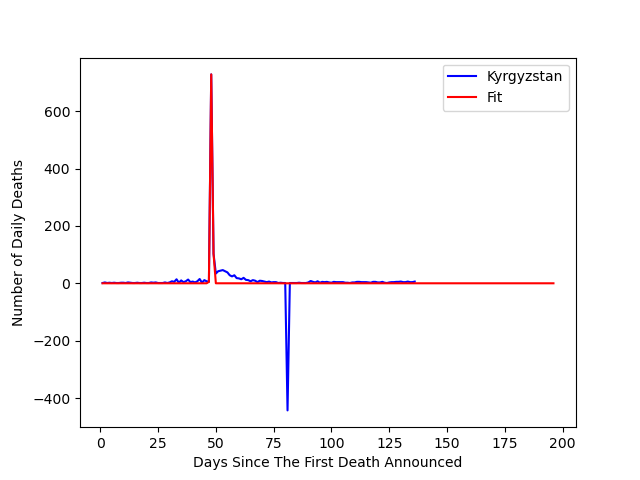 Kyrgyzstan
Fit
600
400
200
0
−200
−400
Number of Daily Deaths
0 25 50 75 100 125 150 175 200
Days Since The First Death Announced